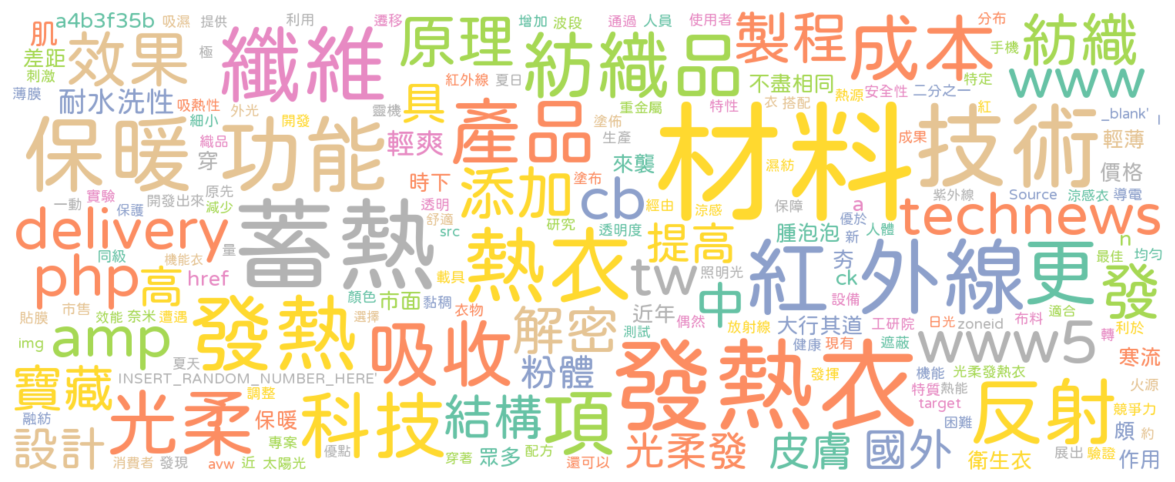 a4b3f35b 吸濕 提供 利用 遷移 原理 增加 波段 通過 人員 使用者 製程 成本 分布 紡織
肌 效果 極 纖維 紡織品 手機 www
差距 刺激 紅外線 夏日 不盡相同 熱源 安全性 特定 二分之一
薄膜 耐水洗性 吸熱性 細小 外光 靈機 具 重金屬 特性 衣 搭配 紅 _blank' |
保暖 功能 織品 開發 輕爽 產品 塗佈 生產 材料 成果 技術 輕薄
穿 來襲 濕紡 價格
一動 實驗 保護 開發出來 原先 減少 時下 透明 舒適 添加 塗布 cb 經由 涼感 保障 紫外線 Source 涼感衣 導電
delivery 同級 量 機能衣 蓄熱 src 研究 透明度 提高 a 優於 新 人體 technews
php 高 href 熱衣 載具 tw 腫泡泡 照明光 夯 ck 紅外線 更 n 最佳 均勻
市售 顏色 市面 黏稠 衣物 中 設備 發
貼膜 效能 奈米 遭遇 選擇 近年 偶然 測試 放射線 大行其道 工研院 日光 zoneid 布料 適合
img amp 發熱 吸收 解密 健康 現有 遮蔽 www5 轉 利於 寒流
夏天 INSERT_RANDOM_NUMBER_HERE' 粉體 發熱衣 發揮 機能 光柔發熱衣 火源
寶藏 調整 特質 熱能 target 反射 競爭力
融紡 光柔 保暖 科技 結構 項 困難 頗 約
設計 專案 優點 光柔發 皮膚 國外 衛生衣 展出 驗證
消費者 發現 avw 近 太陽光 穿著 眾多 配方 還可以 作用